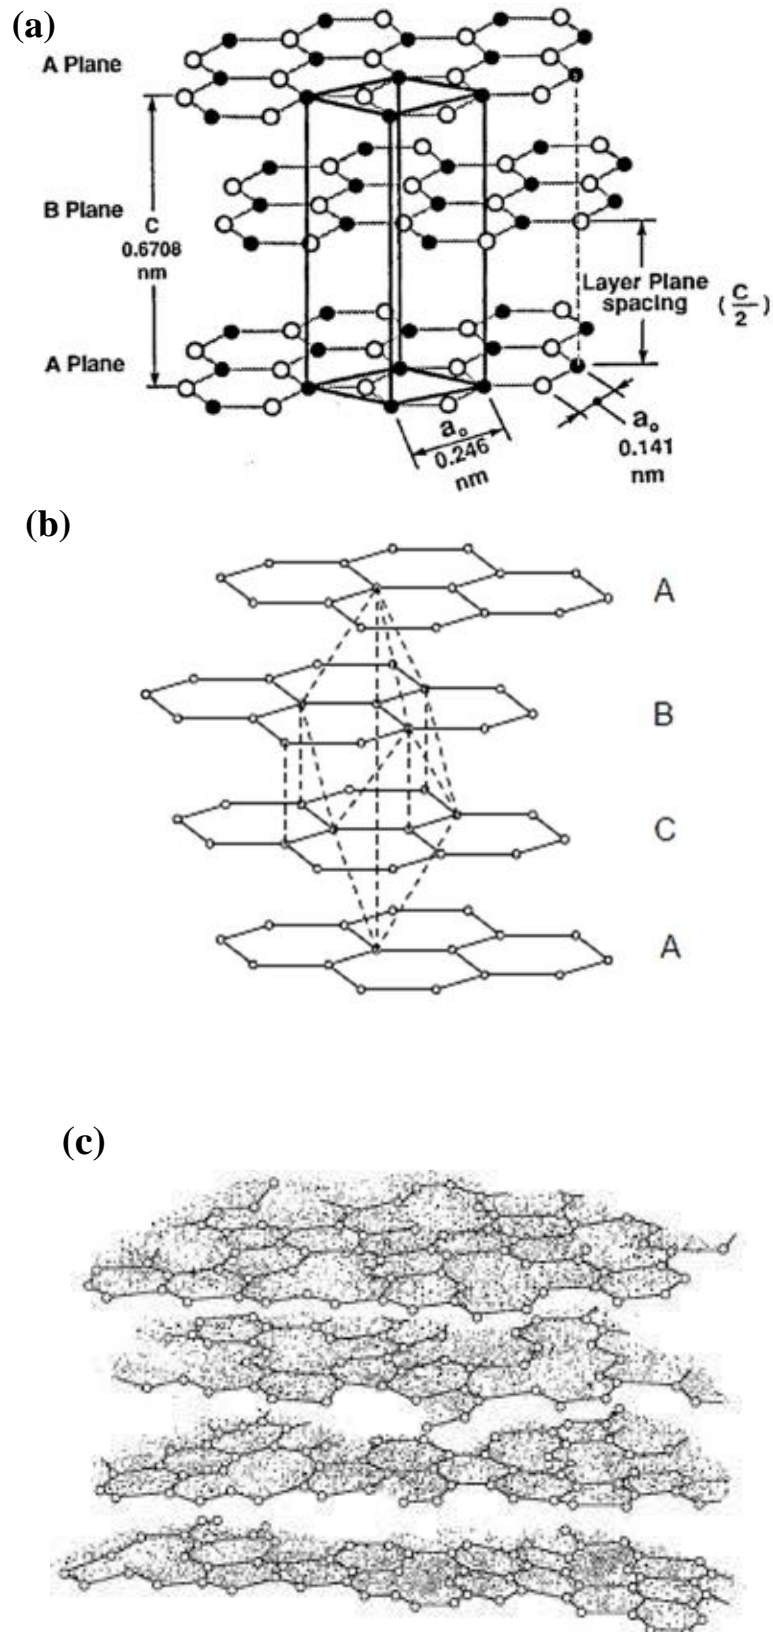 (a)
A Plane
B Plane
C
0.6708
nm
Layer Plane
spacing
(C/2)
A Plane
a₀
0.246
nm
a₀
0.141
nm
(b)
A
B
C
A
(c)